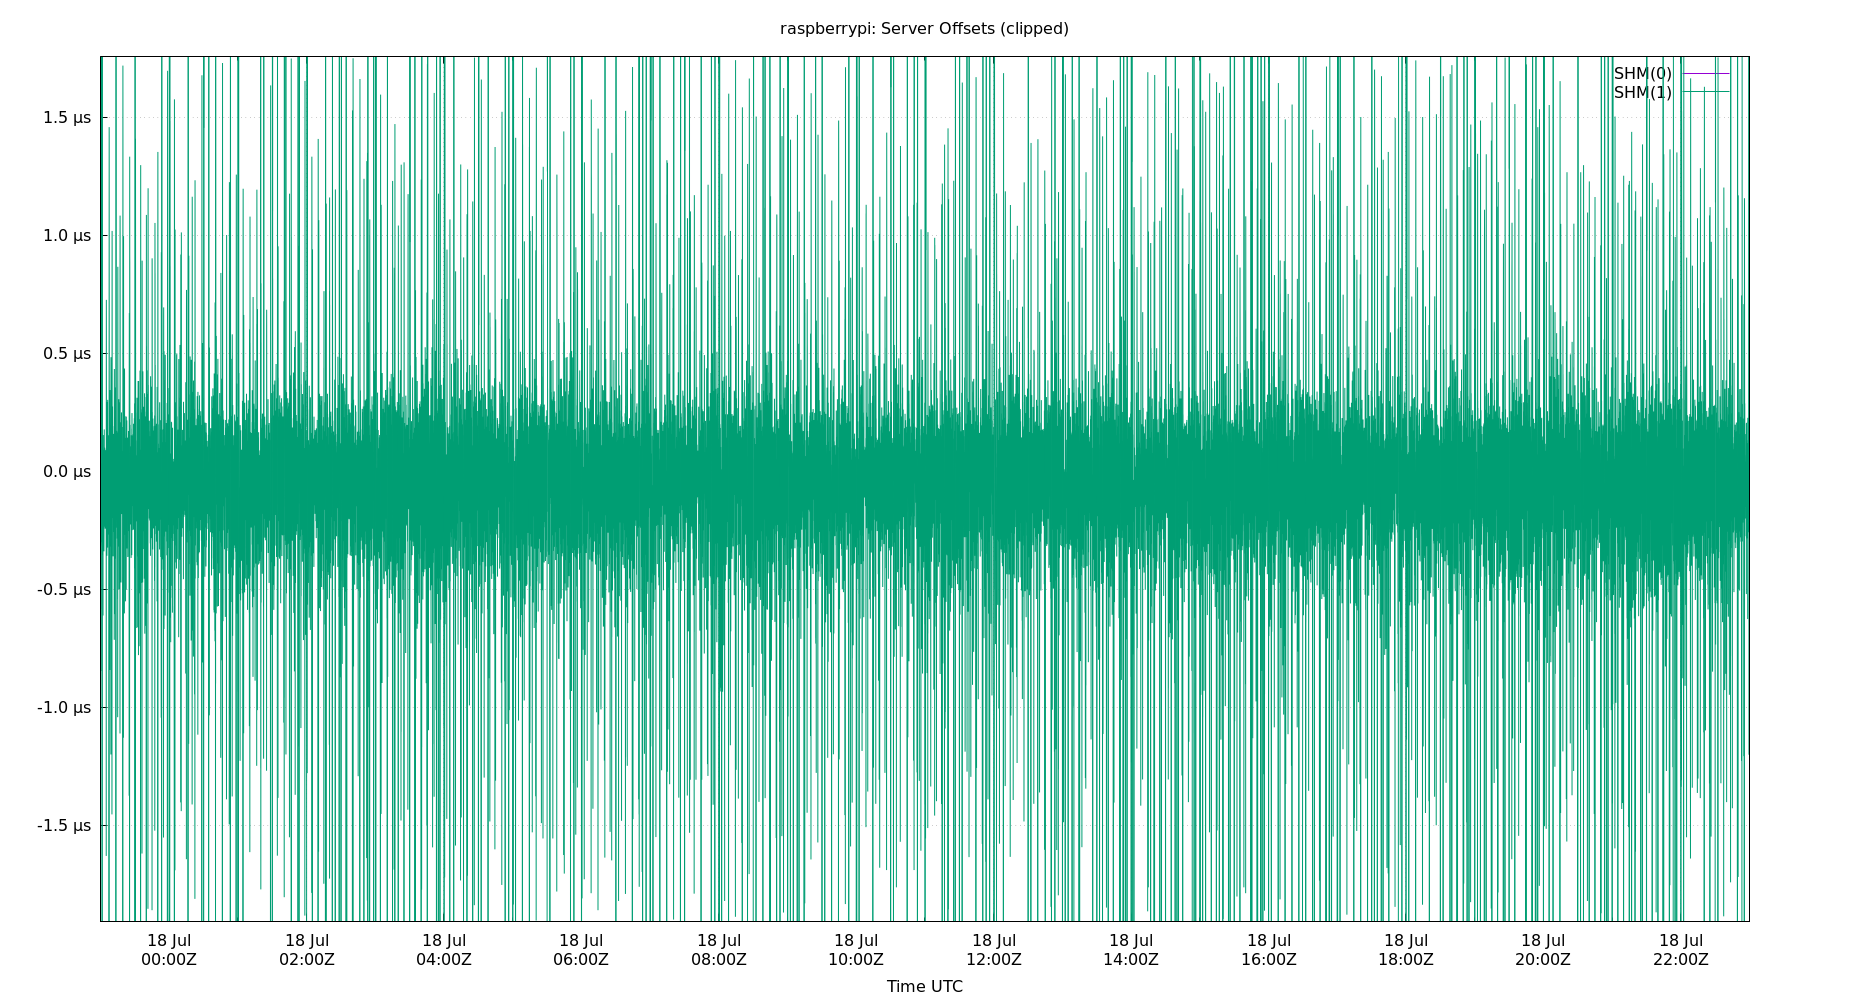 raspberrypi: Server Offsets (clipped)
SHM(0)
SHM(1)
1.5 µs
1.0 µs
0.5 µs
0.0 µs
-0.5 µs
-1.0 µs
-1.5 µs
18 Jul 18 Jul 18 Jul 18 Jul 18 Jul 18 Jul 18 Jul 18 Jul 18 Jul 18 Jul 18 Jul 18 Jul
00:00Z 02:00Z 04:00Z 06:00Z 08:00Z 10:00Z 12:00Z 14:00Z 16:00Z 18:00Z 20:00Z 22:00Z
Time UTC